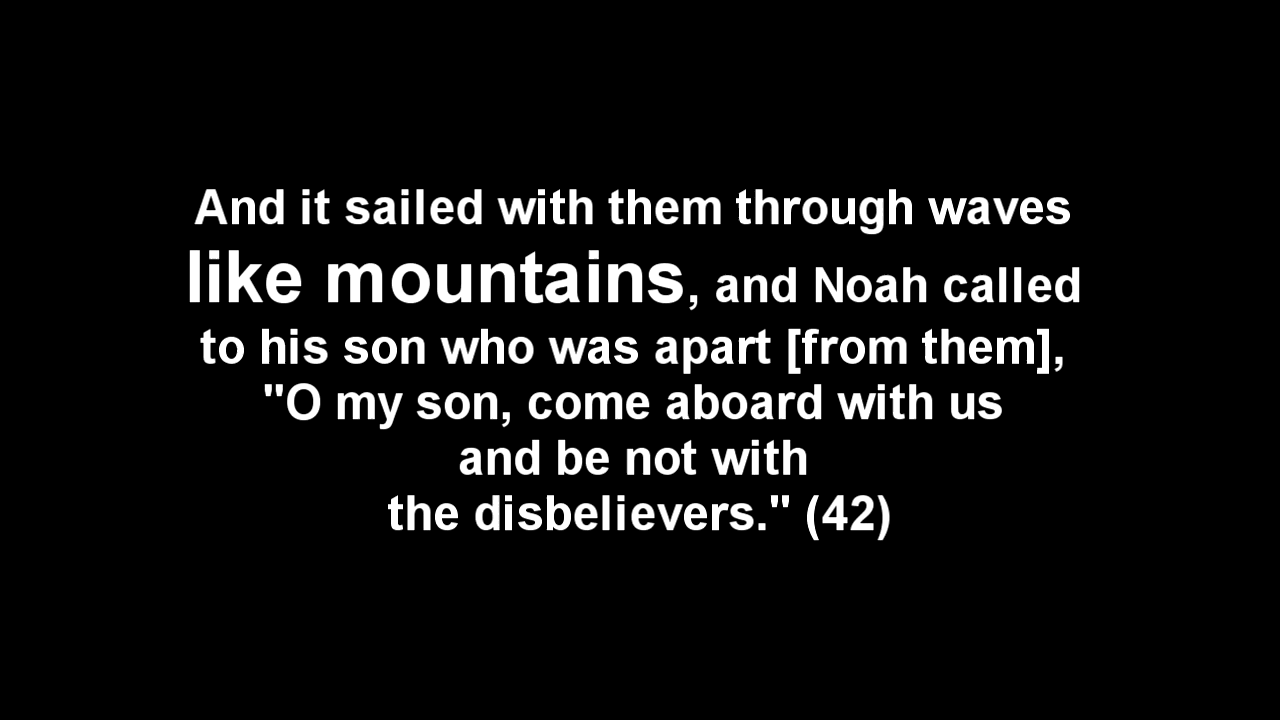 And it sailed with them through waves
like mountains, and Noah called
to his son who was apart [from them],
"O my son, come aboard with us
and be not with
the disbelievers." (42)